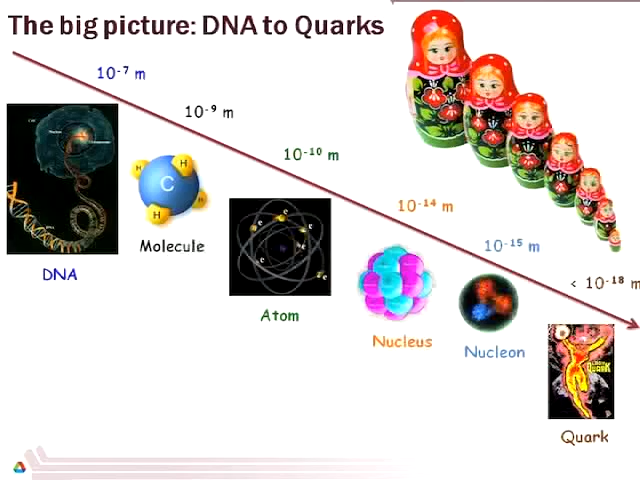 The big picture: DNA to Quarks
10⁻⁷ m
10⁻⁹ m
10⁻¹⁰ m
10⁻¹⁴ m
10⁻¹⁵ m
< 10⁻¹⁸ m
H
H
H
H
C
e
e
e
e
e
e
DNA
Molecule
Atom
Nucleus
Nucleon
QUARK
Quark